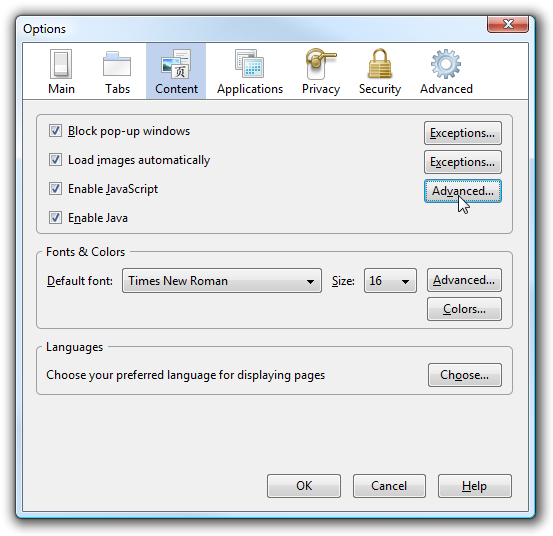 Options
Main Tabs Content Applications Privacy Security Advanced
Block pop-up windows Exceptions...
Load images automatically Exceptions...
Enable JavaScript Advanced...
Enable Java
Fonts & Colors
Default font: Times New Roman Size: 16 Advanced...
Colors...
Languages
Choose your preferred language for displaying pages Choose...
OK Cancel Help